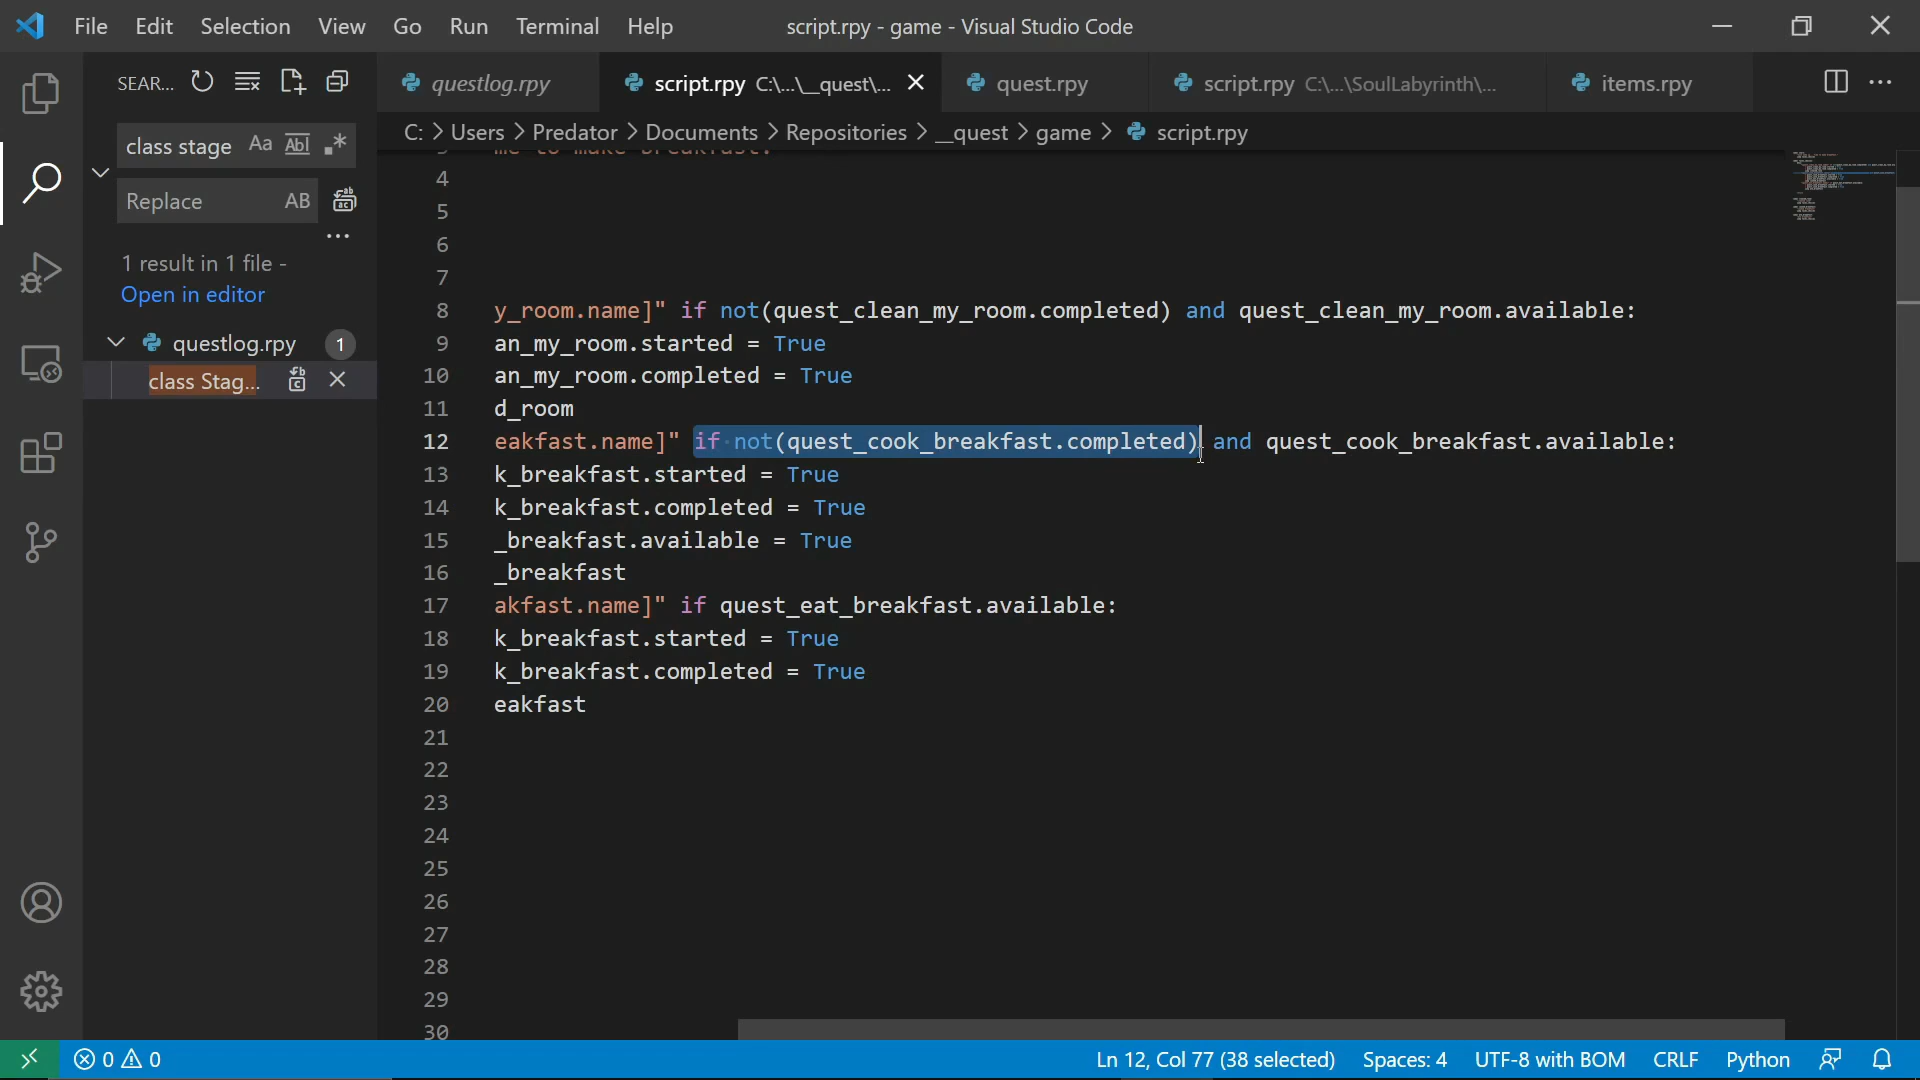 File Edit Selection View Go Run Terminal Help script.rpy - game - Visual Studio Code
SEAR...
questlog.rpy script.rpy C:\...\__quest\... quest.rpy script.rpy C:\...\SoulLabyrinth\... items.rpy
C: > Users > Predator > Documents > Repositories > __quest > game > script.rpy
class stage Aa Abl .*
Replace AB
...
1 result in 1 file -
Open in editor
questlog.rpy 1
class Stag...
4
5
6
7
8 y_room.name]" if not(quest_clean_my_room.completed) and quest_clean_my_room.available:
9 an_my_room.started = True
10 an_my_room.completed = True
11 d_room
12 eakfast.name]" if not(quest_cook_breakfast.completed) and quest_cook_breakfast.available:
13 k_breakfast.started = True
14 k_breakfast.completed = True
15 _breakfast.available = True
16 _breakfast
17 akfast.name]" if quest_eat_breakfast.available:
18 k_breakfast.started = True
19 k_breakfast.completed = True
20 eakfast
21
22
23
24
25
26
27
28
29
30
0 0 Ln 12, Col 77 (38 selected) Spaces: 4 UTF-8 with BOM CRLF Python